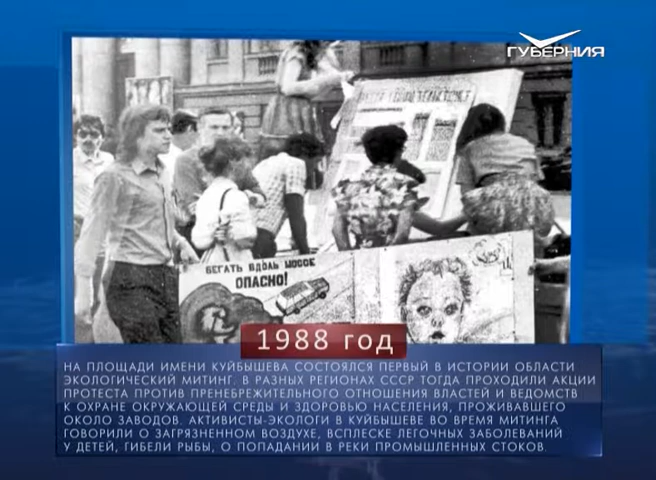 ГУБЕРНИЯ
БЕГАТЬ ВДОЛЬ ШОССЕ
ОПАСНО!
1988 год
НА ПЛОЩАДИ ИМЕНИ КУЙБЫШЕВА СОСТОЯЛСЯ ПЕРВЫЙ В ИСТОРИИ ОБЛАСТИ
ЭКОЛОГИЧЕСКИЙ МИТИНГ. В РАЗНЫХ РЕГИОНАХ СССР ТОГДА ПРОХОДИЛИ АКЦИИ
ПРОТЕСТА ПРОТИВ ПРЕНЕБРЕЖИТЕЛЬНОГО ОТНОШЕНИЯ ВЛАСТЕЙ И ВЕДОМСТВ
К ОХРАНЕ ОКРУЖАЮЩЕЙ СРЕДЫ И ЗДОРОВЬЮ НАСЕЛЕНИЯ, ПРОЖИВАВШЕГО
ОКОЛО ЗАВОДОВ. АКТИВИСТЫ-ЭКОЛОГИ В КУЙБЫШЕВЕ ВО ВРЕМЯ МИТИНГА
ГОВОРИЛИ О ЗАГРЯЗНЕННОМ ВОЗДУХЕ, ВСПЛЕСКЕ ЛЕГОЧНЫХ ЗАБОЛЕВАНИЙ
У ДЕТЕЙ, ГИБЕЛИ РЫБЫ, О ПОПАДАНИИ В РЕКИ ПРОМЫШЛЕННЫХ СТОКОВ.